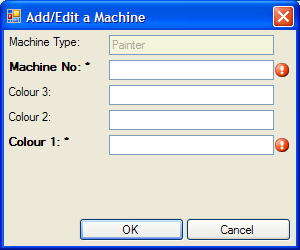 Add/Edit a Machine
Machine Type: Painter
Machine No: *
Colour 3:
Colour 2:
Colour 1: *
OK Cancel